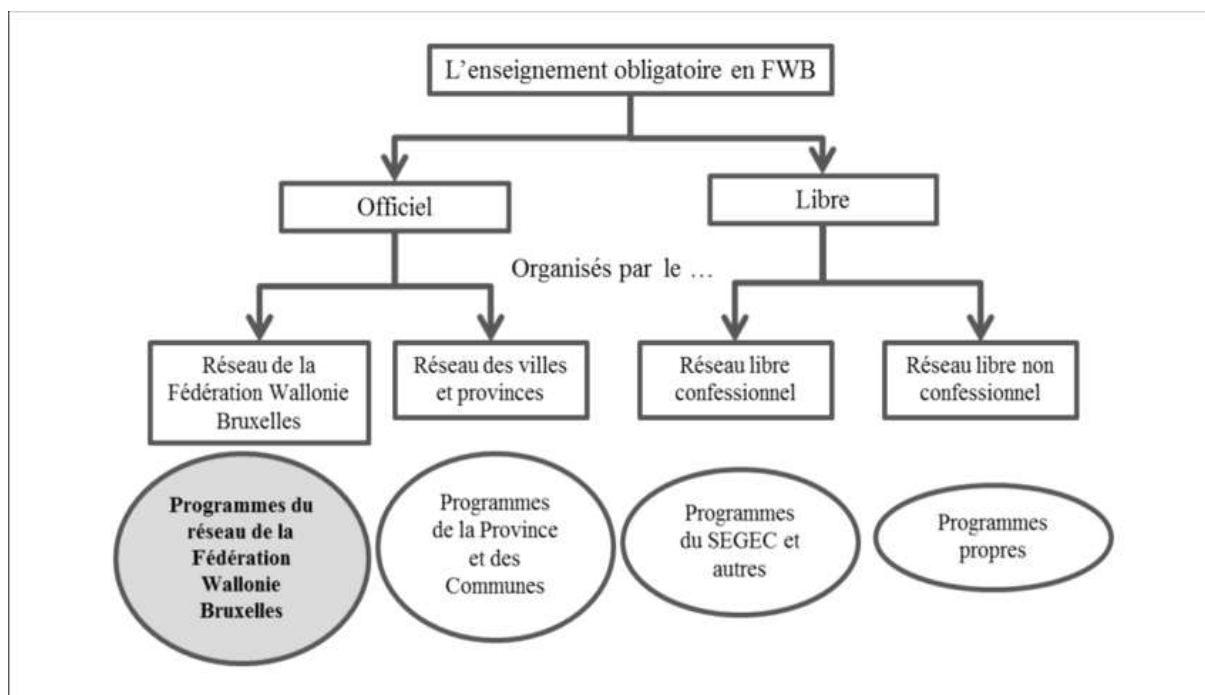 L'enseignement obligatoire en FWB
Officiel
Libre
Organisés par le …
Réseau de la
Fédération Wallonie
Bruxelles
Réseau des villes
et provinces
Réseau libre
confessionnel
Réseau libre non
confessionnel
Programmes du
réseau de la
Fédération
Wallonie
Bruxelles
Programmes
de la Province
et des
Communes
Programmes
du SEGEC et
autres
Programmes
propres